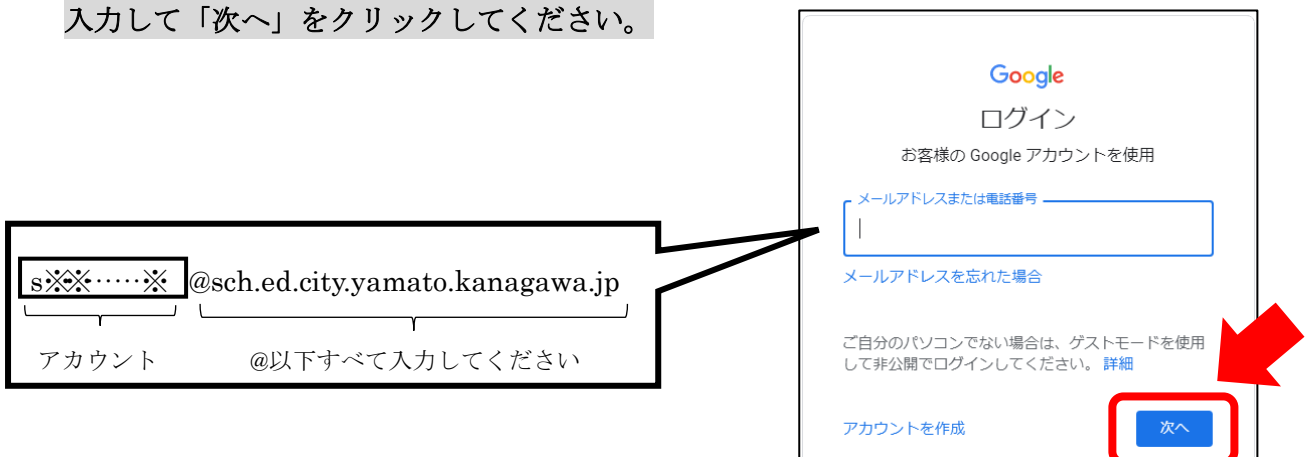 入力して「次へ」をクリックしてください。
Google
ログイン
お客様の Google アカウントを使用
メールアドレスまたは電話番号
s※※……※ @sch.ed.city.yamato.kanagawa.jp
アカウント @以下すべて入力してください
メールアドレスを忘れた場合
ご自分のパソコンでない場合は、ゲストモードを使用
して非公開でログインしてください。 詳細
アカウントを作成
次へ